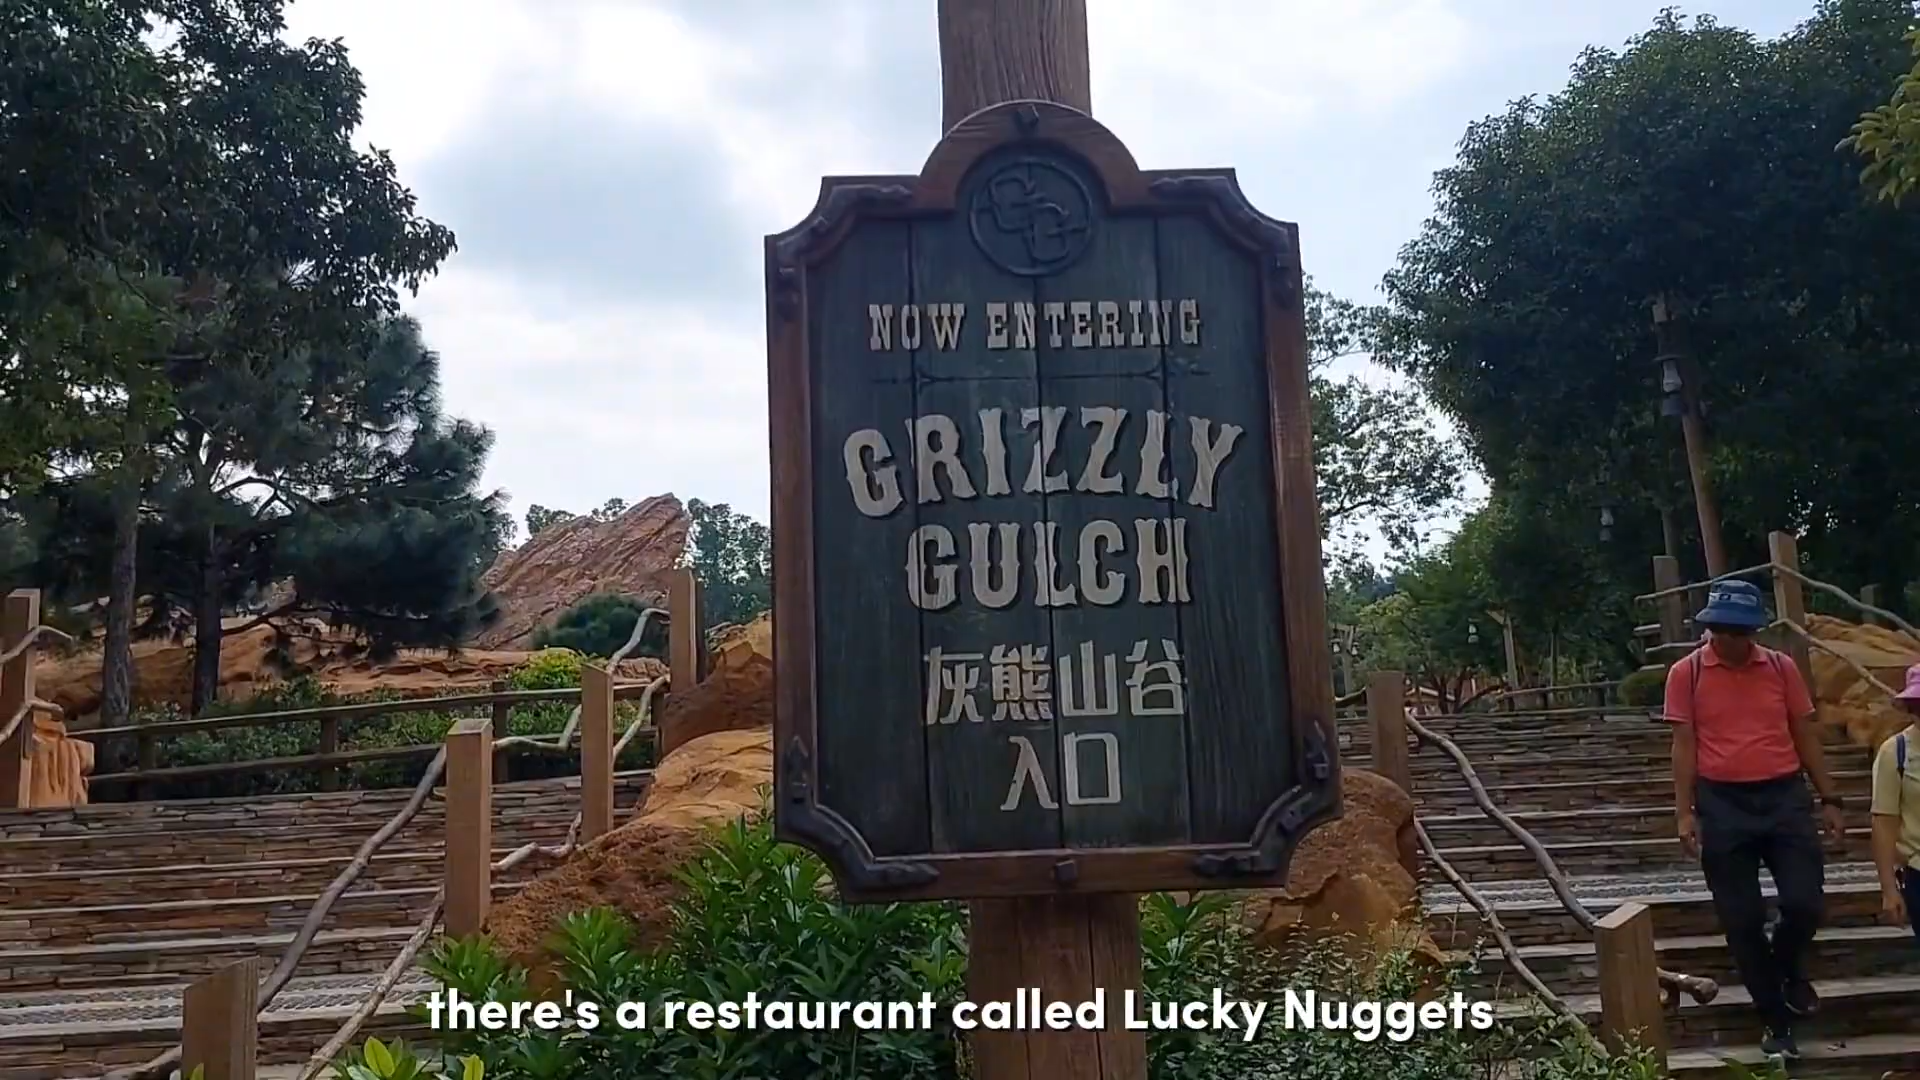 NOW ENTERING
GRIZZLY
GULCH
灰熊山谷
入口
there's a restaurant called Lucky Nuggets